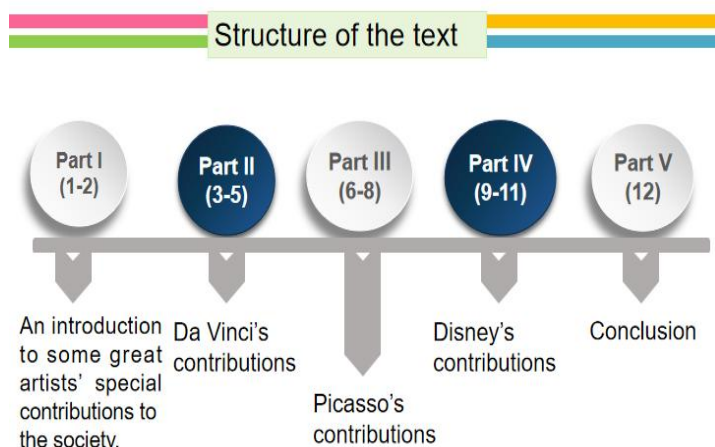 Structure of the text
Part I
(1-2)
Part II
(3-5)
Part III
(6-8)
Part IV
(9-11)
Part V
(12)
An introduction
to some great
artists' special
contributions to
the society.
Da Vinci's
contributions
Picasso's
contributions
Disney's
contributions
Conclusion